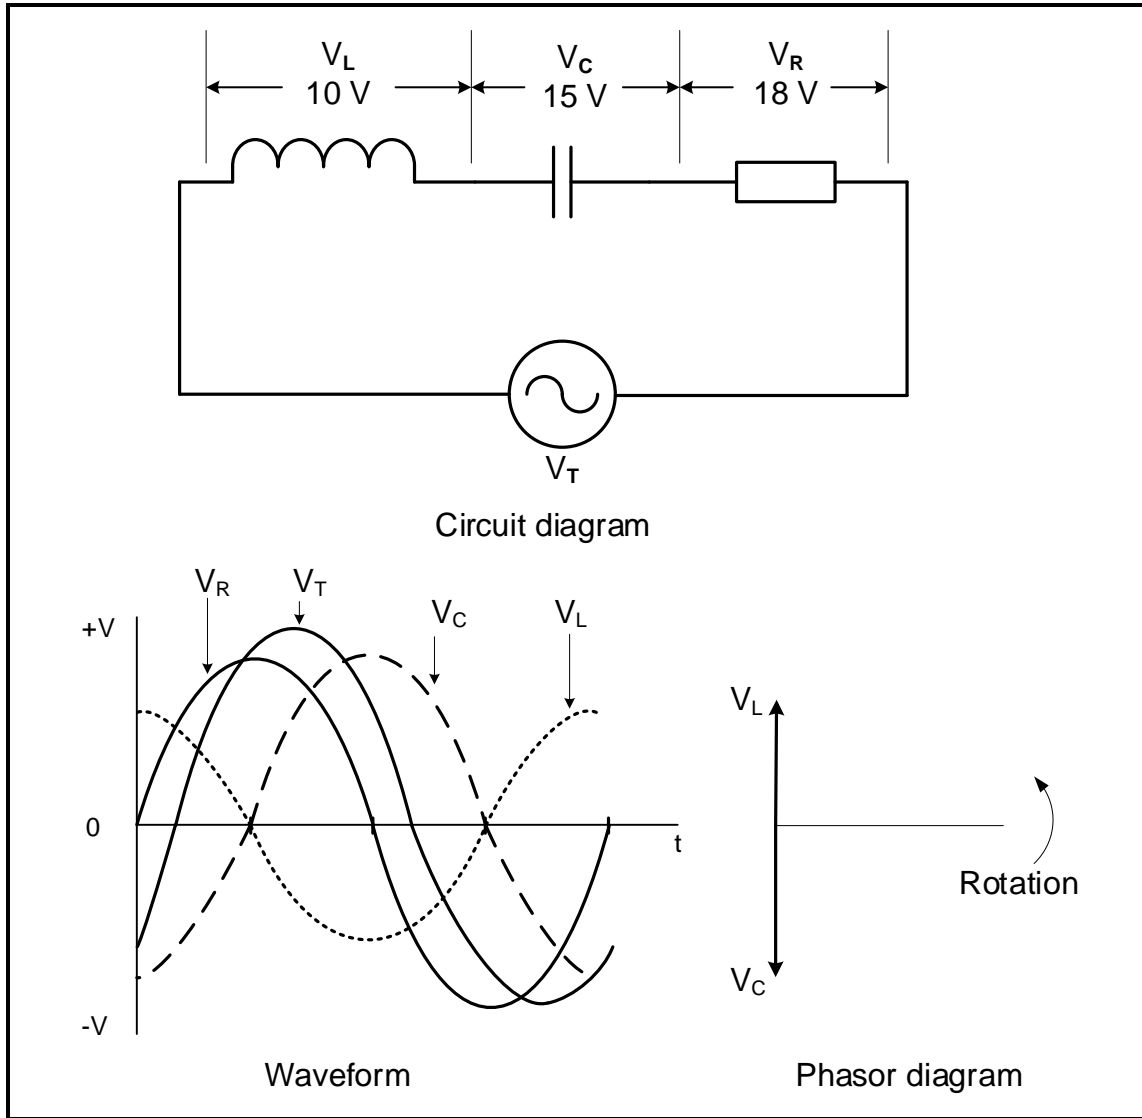 VL VC VR
10 V 15 V 18 V
VT
Circuit diagram
VR VT VC VL
+V
0
t
-V
Waveform
VL
Rotation
VC
Phasor diagram